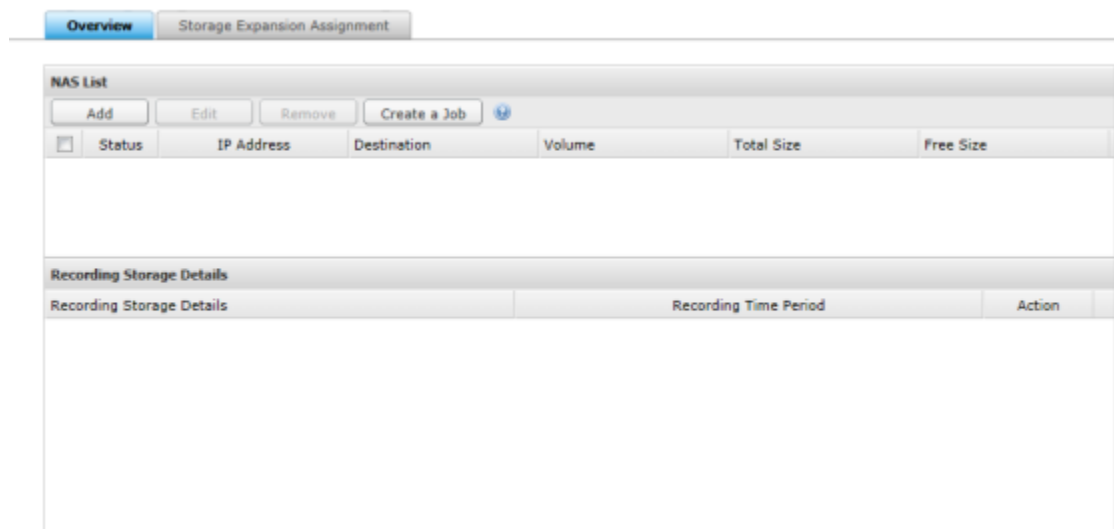 Overview Storage Expansion Assignment
NAS List
Add Edit Remove Create a Job
Status IP Address Destination Volume Total Size Free Size
Recording Storage Details
Recording Storage Details Recording Time Period Action